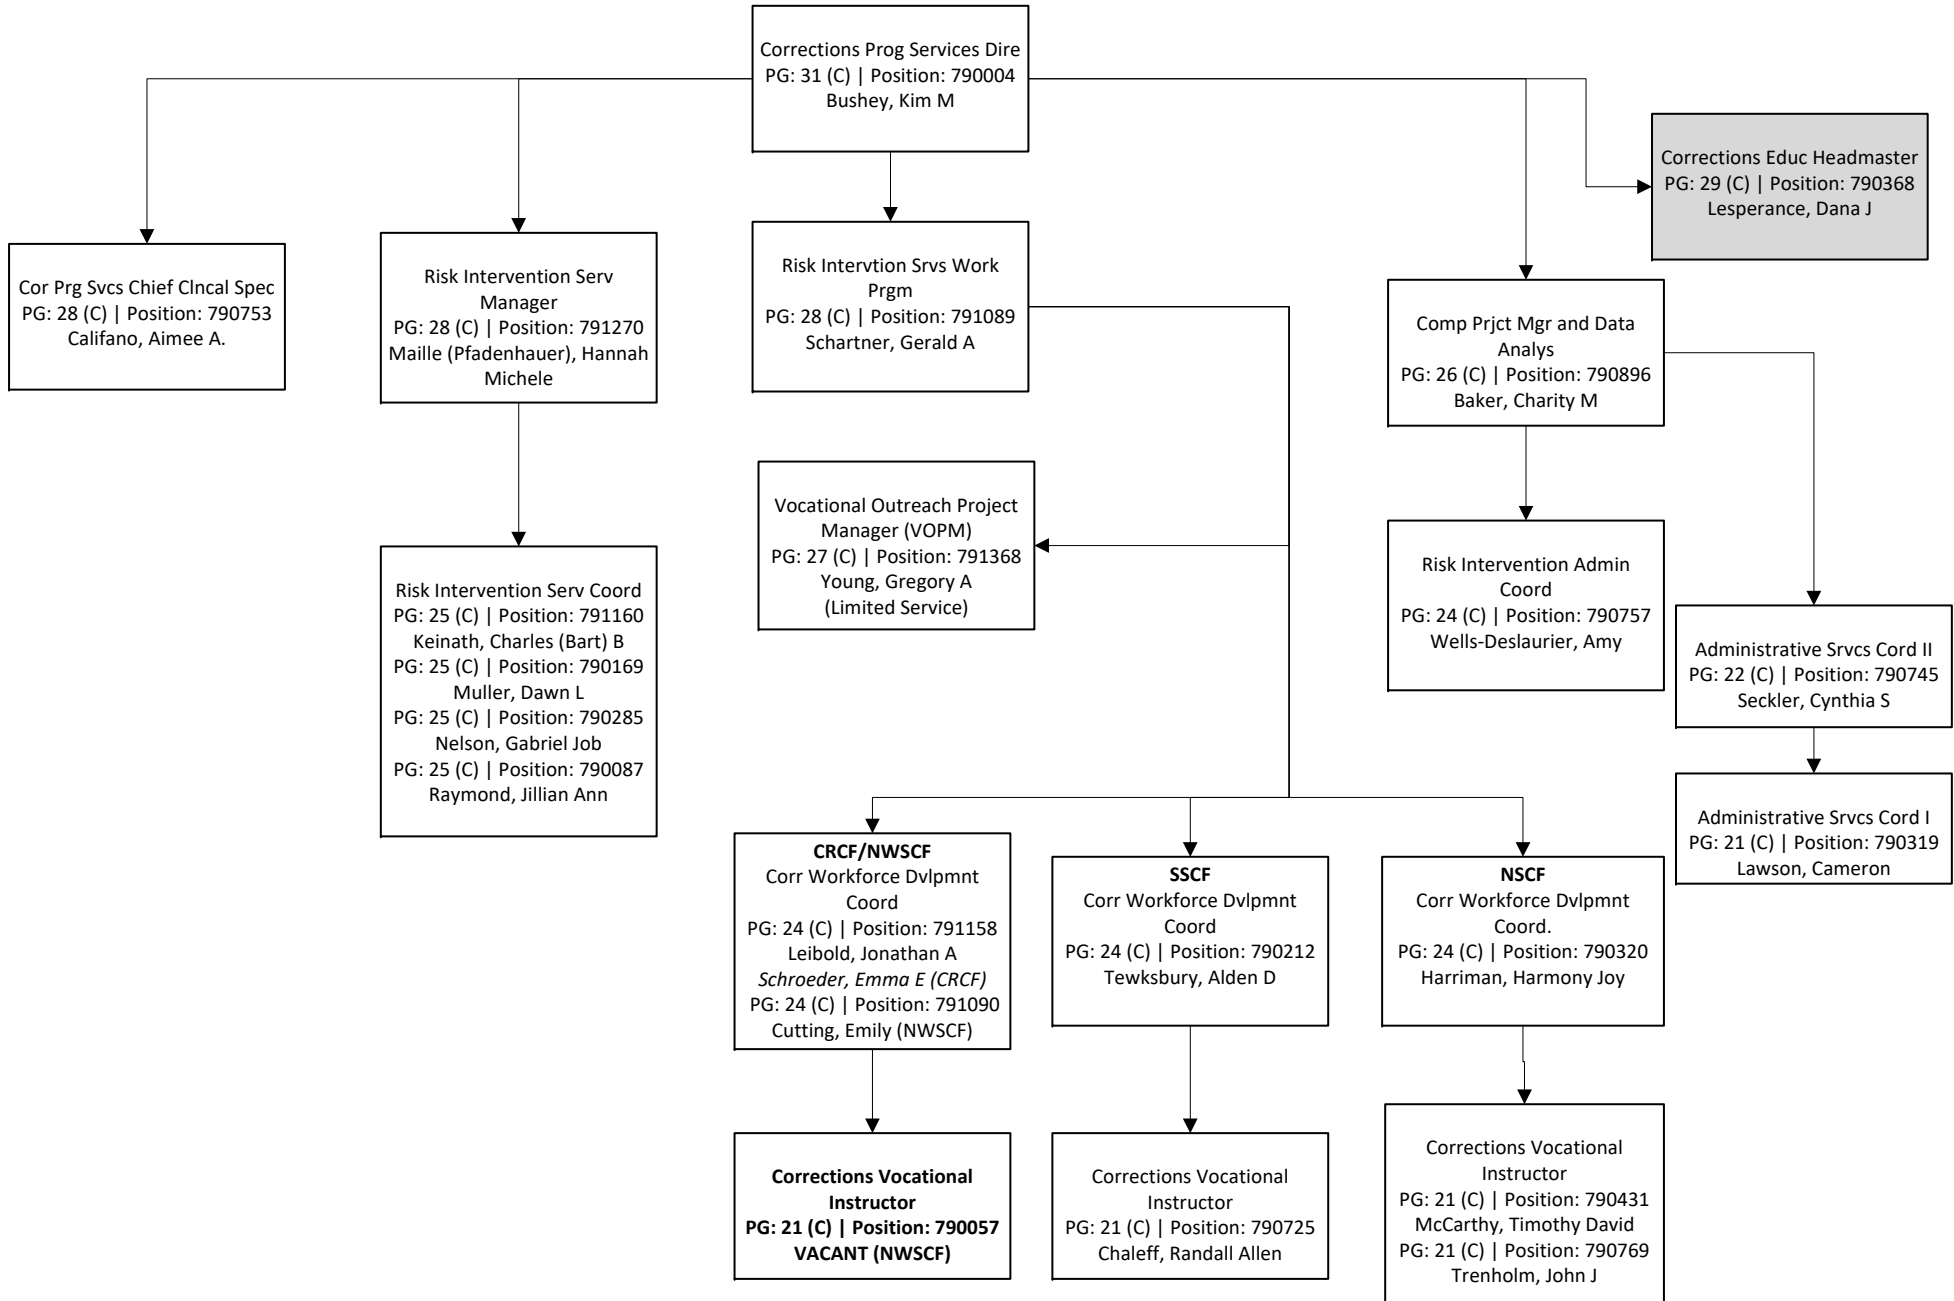 Corrections Prog Services Dire
PG: 31 (C) | Position: 790004
Bushey, Kim M
Corrections Educ Headmaster
PG: 29 (C) | Position: 790368
Lesperance, Dana J
Cor Prg Svcs Chief Clncal Spec
PG: 28 (C) | Position: 790753
Califano, Aimee A.
Risk Intervention Serv
Manager
PG: 28 (C) | Position: 791270
Maille (Pfadenhauer), Hannah
Michele
Risk Intervtion Srvs Work
Prgm
PG: 28 (C) | Position: 791089
Schartner, Gerald A
Comp Prjct Mgr and Data
Analys
PG: 26 (C) | Position: 790896
Baker, Charity M
Vocational Outreach Project
Manager (VOPM)
PG: 27 (C) | Position: 791368
Young, Gregory A
(Limited Service)
Risk Intervention Serv Coord
PG: 25 (C) | Position: 791160
Keinath, Charles (Bart) B
PG: 25 (C) | Position: 790169
Muller, Dawn L
PG: 25 (C) | Position: 790285
Nelson, Gabriel Job
PG: 25 (C) | Position: 790087
Raymond, Jillian Ann
Risk Intervention Admin
Coord
PG: 24 (C) | Position: 790757
Wells-Deslaurier, Amy
Administrative Srvcs Cord II
PG: 22 (C) | Position: 790745
Seckler, Cynthia S
Administrative Srvcs Cord I
PG: 21 (C) | Position: 790319
Lawson, Cameron
CRCF/NWSCF
Corr Workforce Dvlpmnt
Coord
PG: 24 (C) | Position: 791158
Leibold, Jonathan A
Schroeder, Emma E (CRCF)
PG: 24 (C) | Position: 791090
Cutting, Emily (NWSCF)
SSCF
Corr Workforce Dvlpmnt
Coord
PG: 24 (C) | Position: 790212
Tewksbury, Alden D
NSCF
Corr Workforce Dvlpmnt
Coord.
PG: 24 (C) | Position: 790320
Harriman, Harmony Joy
Corrections Vocational
Instructor
PG: 21 (C) | Position: 790057
VACANT (NWSCF)
Corrections Vocational
Instructor
PG: 21 (C) | Position: 790725
Chaleff, Randall Allen
Corrections Vocational
Instructor
PG: 21 (C) | Position: 790431
McCarthy, Timothy David
PG: 21 (C) | Position: 790769
Trenholm, John J